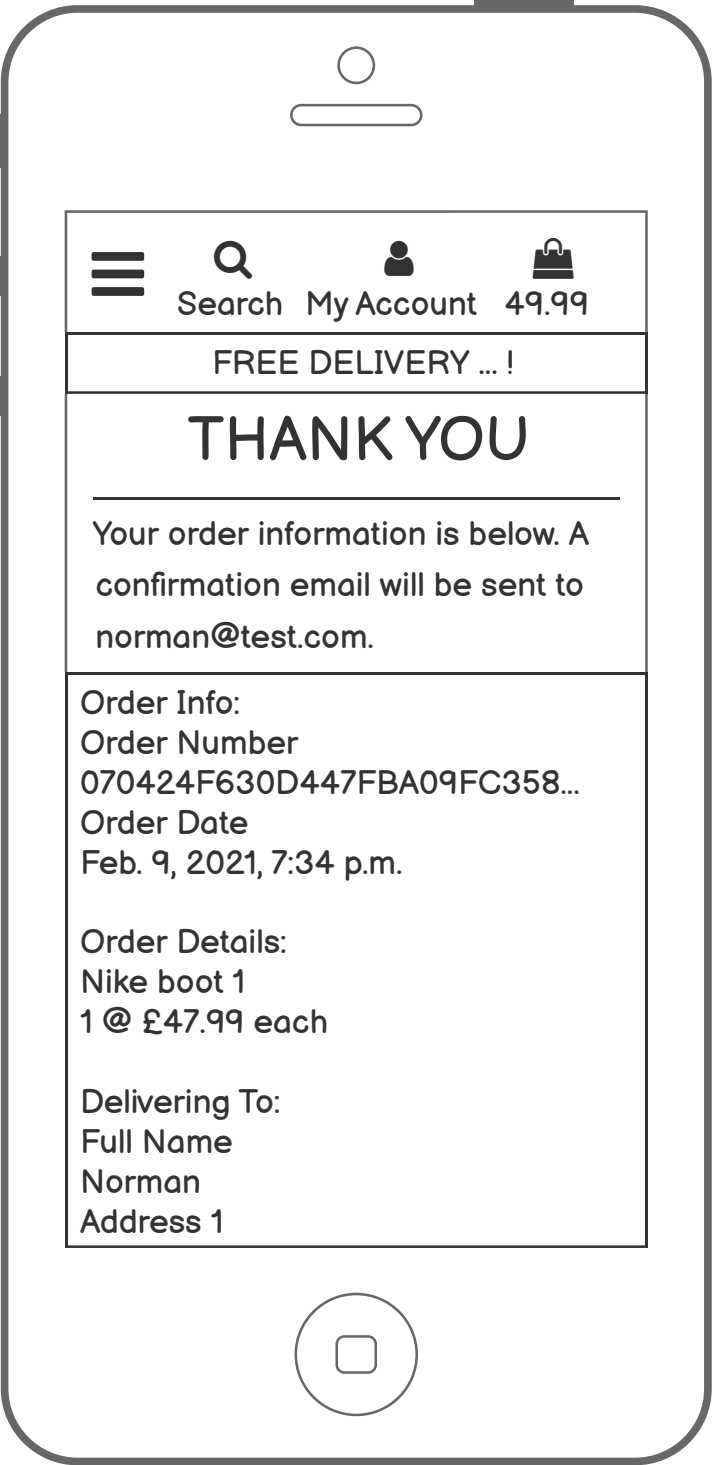 Search My Account 49.99
FREE DELIVERY ... !
THANK YOU
Your order information is below. A
confirmation email will be sent to
norman@test.com.
Order Info:
Order Number
070424F630D447FBA09FC358...
Order Date
Feb. 9, 2021, 7:34 p.m.
Order Details:
Nike boot 1
1 @ £47.99 each
Delivering To:
Full Name
Norman
Address 1